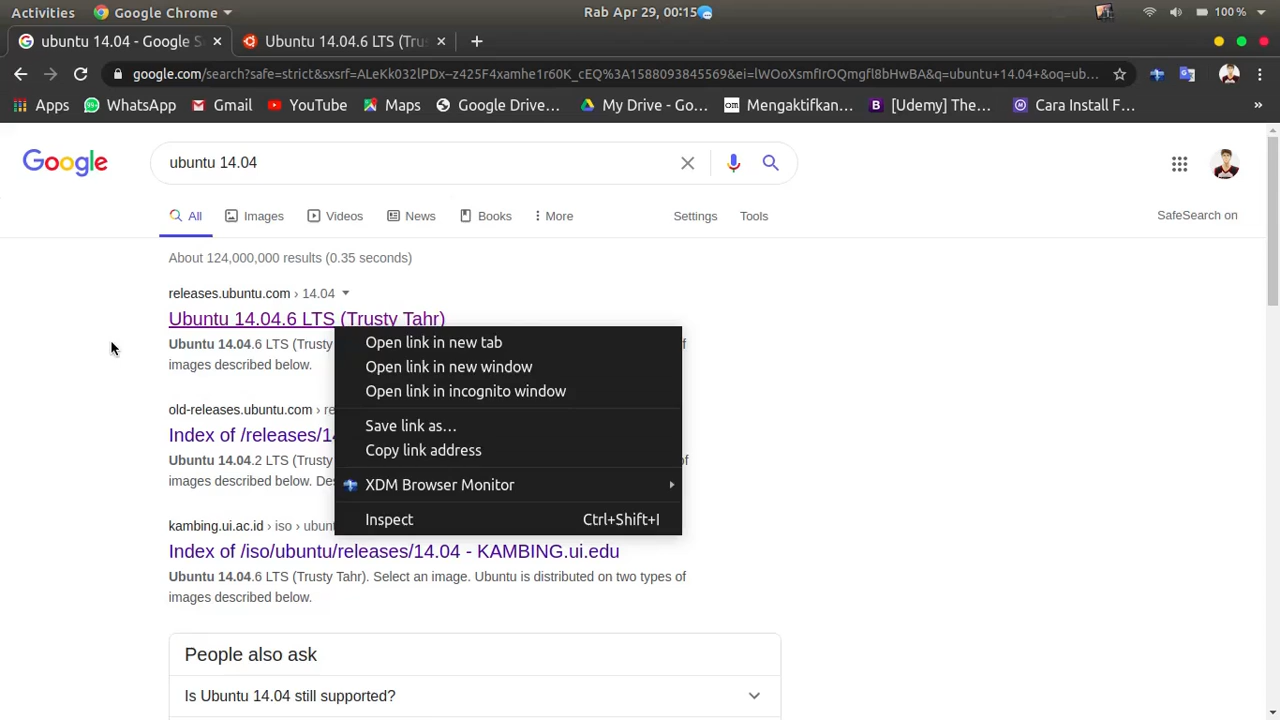 Activities Google Chrome Rab Apr 29, 00:15 100 %
ubuntu 14.04 - Google S Ubuntu 14.04.6 LTS (Tru
google.com/search?safe=strict&sxsrf=ALeKk032lPDx--z425F4xamhe1r60K_cEQ%3A1588093845569&ei=lWOoXsmfIrOQmgfI8bHwBA&q=ubuntu+14.04+&oq=ub...
Apps WhatsApp Gmail YouTube Maps Google Drive... My Drive - Go... om Mengaktifkan... B [Udemy] The... Cara Install F... »
Google ubuntu 14.04
All Images Videos News Books More Settings Tools SafeSearch on
About 124,000,000 results (0.35 seconds)
releases.ubuntu.com › 14.04
Ubuntu 14.04.6 LTS (Trusty Tahr)
Ubuntu 14.04.6 LTS (Trusty of
images described below.
old-releases.ubuntu.com › re
Index of /releases/14
Ubuntu 14.04.2 LTS (Trusty of
images described below. Des
kambing.ui.ac.id › iso › ubunt
Index of /iso/ubuntu/releases/14.04 - KAMBING.ui.edu
Ubuntu 14.04.6 LTS (Trusty Tahr). Select an image. Ubuntu is distributed on two types of
images described below.
Open link in new tab
Open link in new window
Open link in incognito window
Save link as...
Copy link address
XDM Browser Monitor
Inspect Ctrl+Shift+I
People also ask
Is Ubuntu 14.04 still supported?